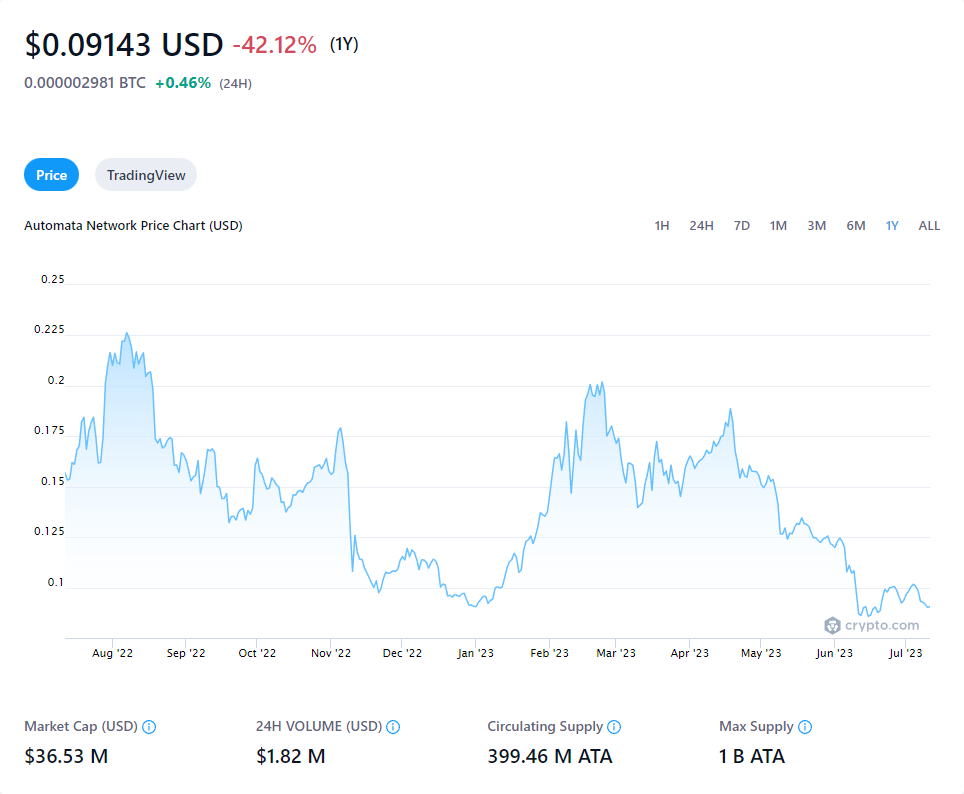 $0.09143 USD -42.12% (1Y)
0.000002981 BTC +0.46% (24H)
Price TradingView
Automata Network Price Chart (USD) 1H 24H 7D 1M 3M 6M 1Y ALL
0.25
0.225
0.2
0.175
0.15
0.125
0.1
crypto.com
Aug '22 Sep '22 Oct '22 Nov '22 Dec '22 Jan '23 Feb '23 Mar '23 Apr '23 May '23 Jun '23 Jul '23
Market Cap (USD) 24H VOLUME (USD) Circulating Supply Max Supply
$36.53 M $1.82 M 399.46 M ATA 1 B ATA